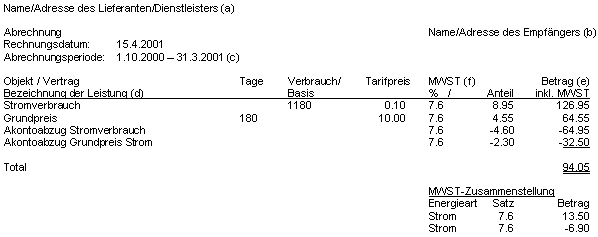 Name/Adresse des Lieferanten/Dienstleisters (a)
Abrechnung Name/Adresse des Empfängers (b)
Rechnungsdatum: 15.4.2001
Abrechnungsperiode: 1.10.2000 – 31.3.2001 (c)
Objekt / Vertrag Tage Verbrauch/ Tarifpreis MWST (f) Betrag (e)
Bezeichnung der Leistung (d) Basis % / Anteil inkl. MWST
Stromverbrauch 1180 0.10 7.6 8.95 126.95
Grundpreis 180 10.00 7.6 4.55 64.55
Akontoabzug Stromverbrauch 7.6 -4.60 -64.95
Akontoabzug Grundpreis Strom 7.6 -2.30 -32.50
Total 94.05
MWST-Zusammenstellung
Energieart Satz Betrag
Strom 7.6 13.50
Strom 7.6 -6.90